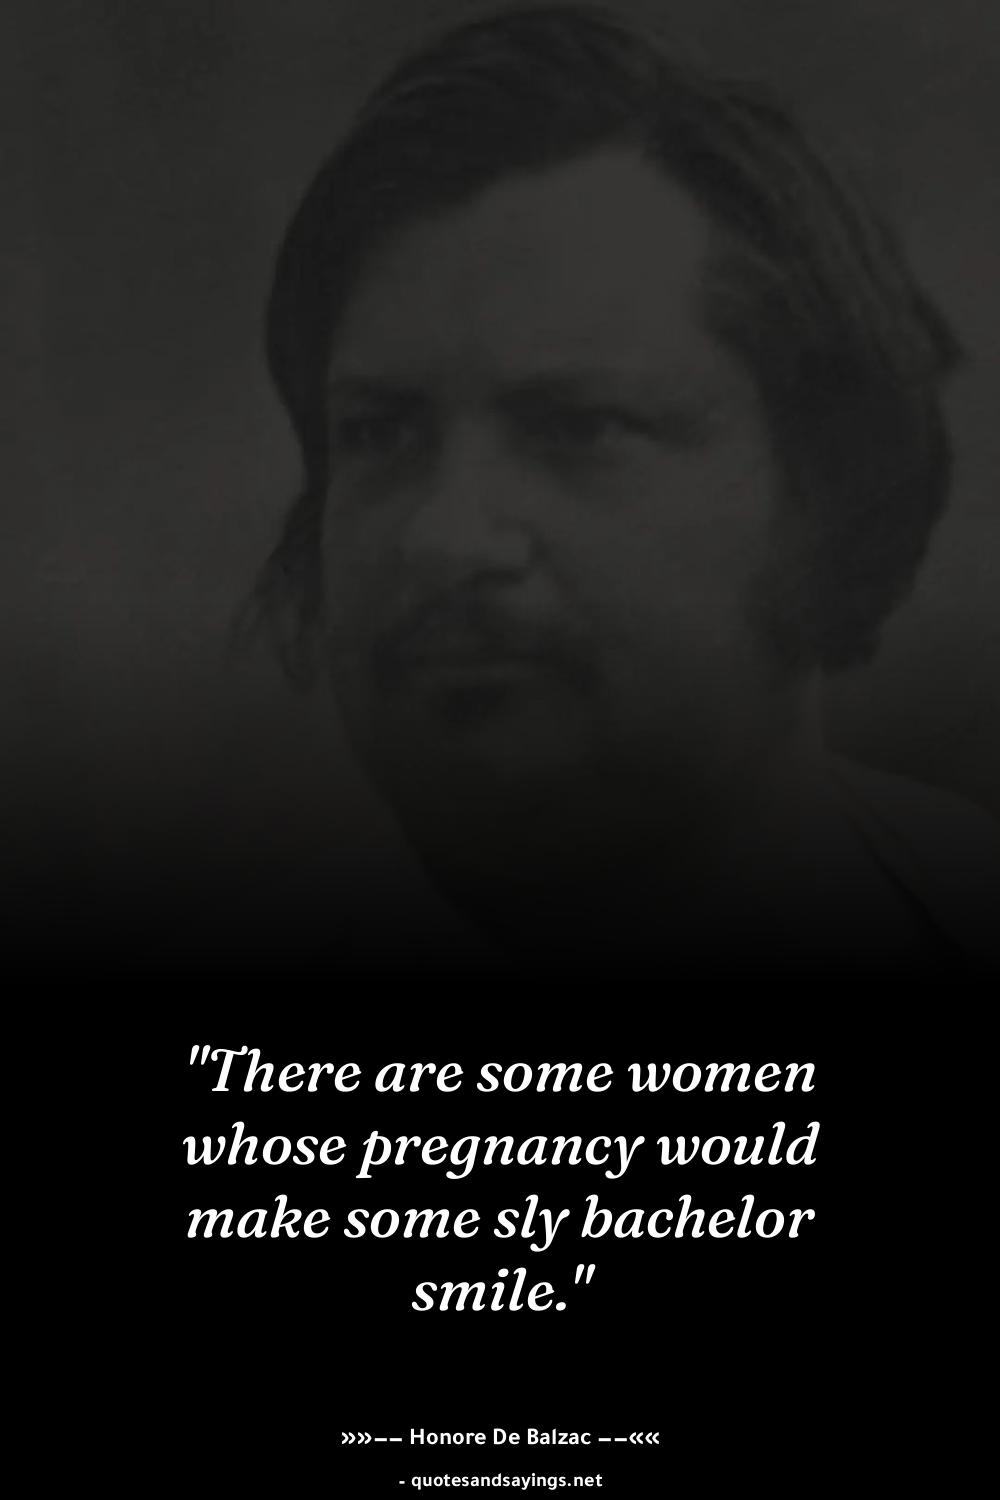 "There are some women
whose pregnancy would
make some sly bachelor
smile."
»»−− Honore De Balzac −−««
- quotesandsayings.net